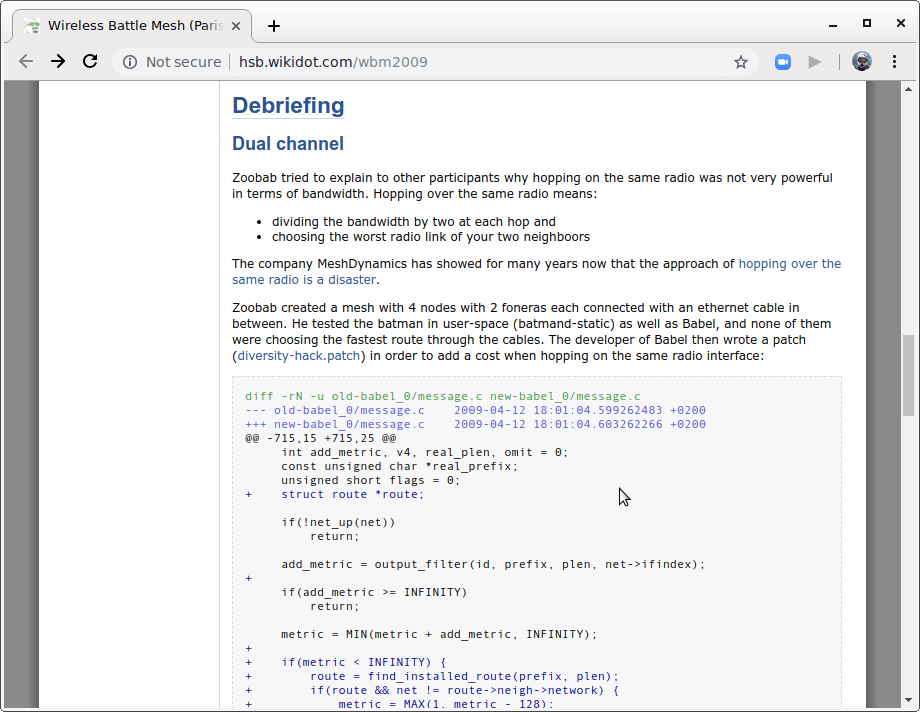 Wireless Battle Mesh (Paris
Not secure
hsb.wikidot.com/wbm2009
Debriefing
Dual channel
Zoobab tried to explain to other participants why hopping on the same radio was not very powerful
in terms of bandwidth. Hopping over the same radio means:
• dividing the bandwidth by two at each hop and
• choosing the worst radio link of your two neighboors
The company MeshDynamics has showed for many years now that the approach of hopping over the
same radio is a disaster.
Zoobab created a mesh with 4 nodes with 2 foneras each connected with an ethernet cable in
between. He tested the batman in user-space (batmand-static) as well as Babel, and none of them
were choosing the fastest route through the cables. The developer of Babel then wrote a patch
(diversity-hack.patch) in order to add a cost when hopping on the same radio interface:
diff -rN -u old-babel_0/message.c new-babel_0/message.c
--- old-babel_0/message.c    2009-04-12 18:01:04.599262483 +0200
+++ new-babel_0/message.c    2009-04-12 18:01:04.603262266 +0200
@@ -715,15 +715,25 @@
     int add_metric, v4, real_plen, omit = 0;
     const unsigned char *real_prefix;
     unsigned short flags = 0;
+    struct route *route;
     if(!net_up(net))
         return;
     add_metric = output_filter(id, prefix, plen, net->ifindex);
+
     if(add_metric >= INFINITY)
         return;
     metric = MIN(metric + add_metric, INFINITY);
+
+    if(metric < INFINITY) {
+        route = find_installed_route(prefix, plen);
+        if(route && net != route->neigh->network) {
+            metric = MAX(1, metric - 128);